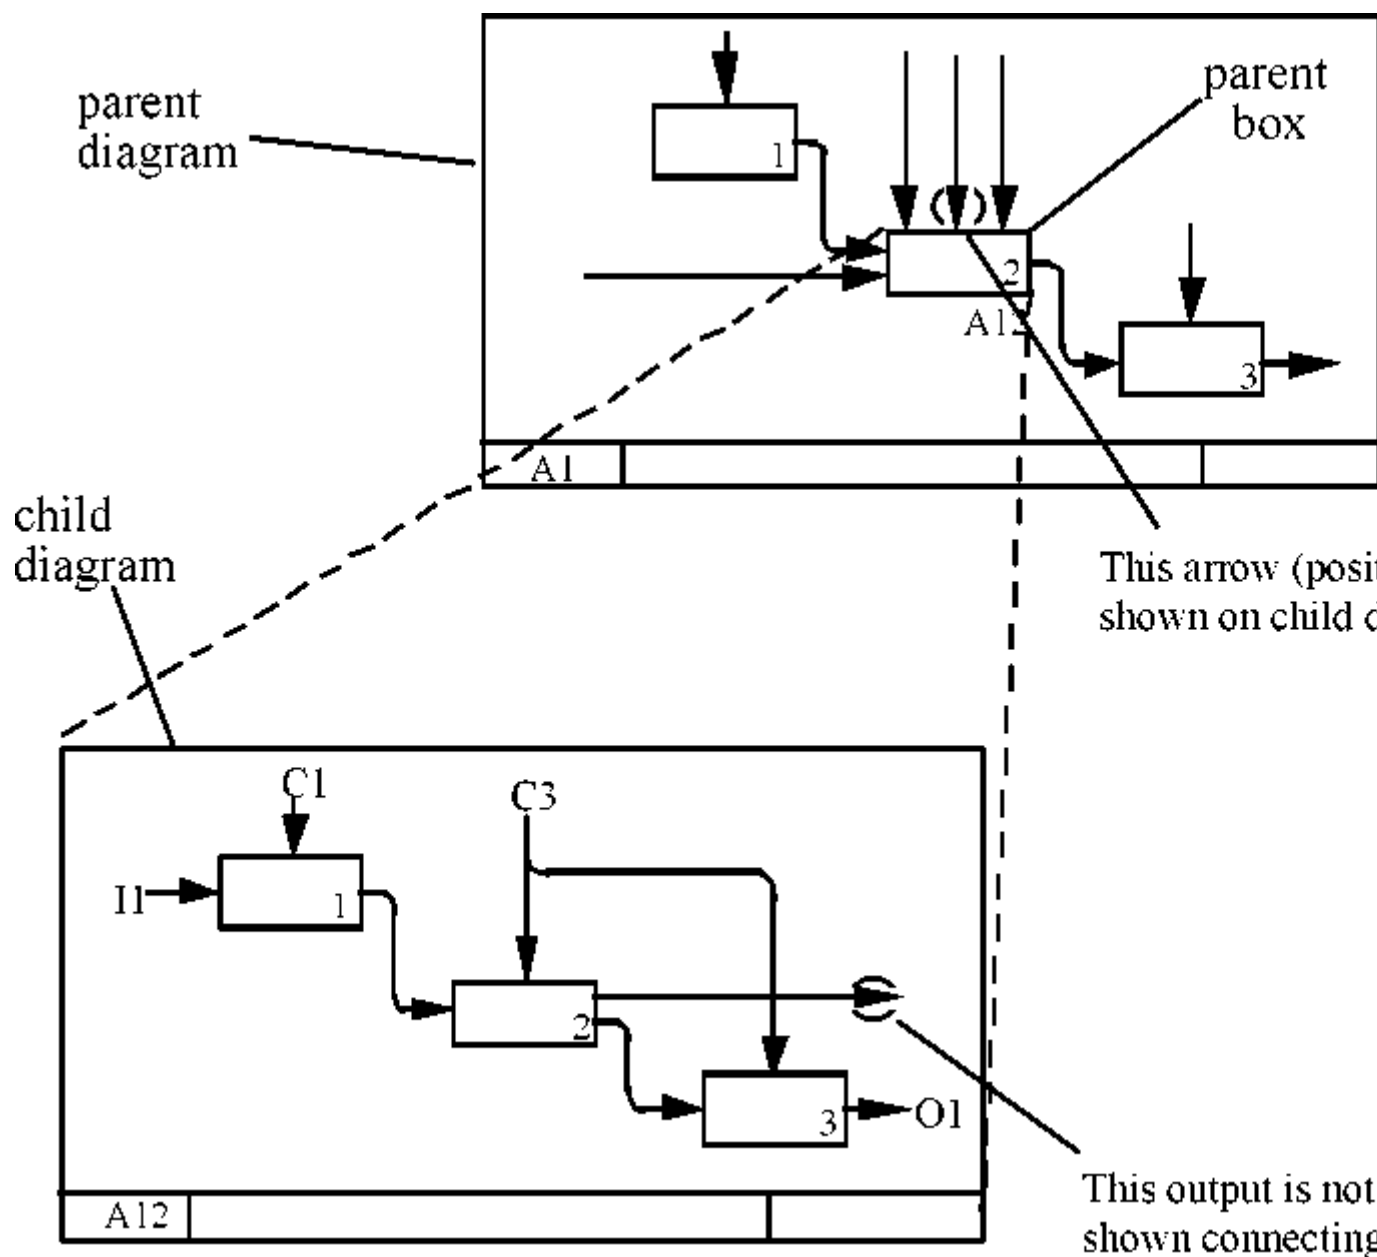 parent
diagram
parent
box
1
2
A12
3
A1
child
diagram
This arrow (posit
shown on child d
C1
C3
I1
1
2
3
O1
This output is not
shown connecting
A12